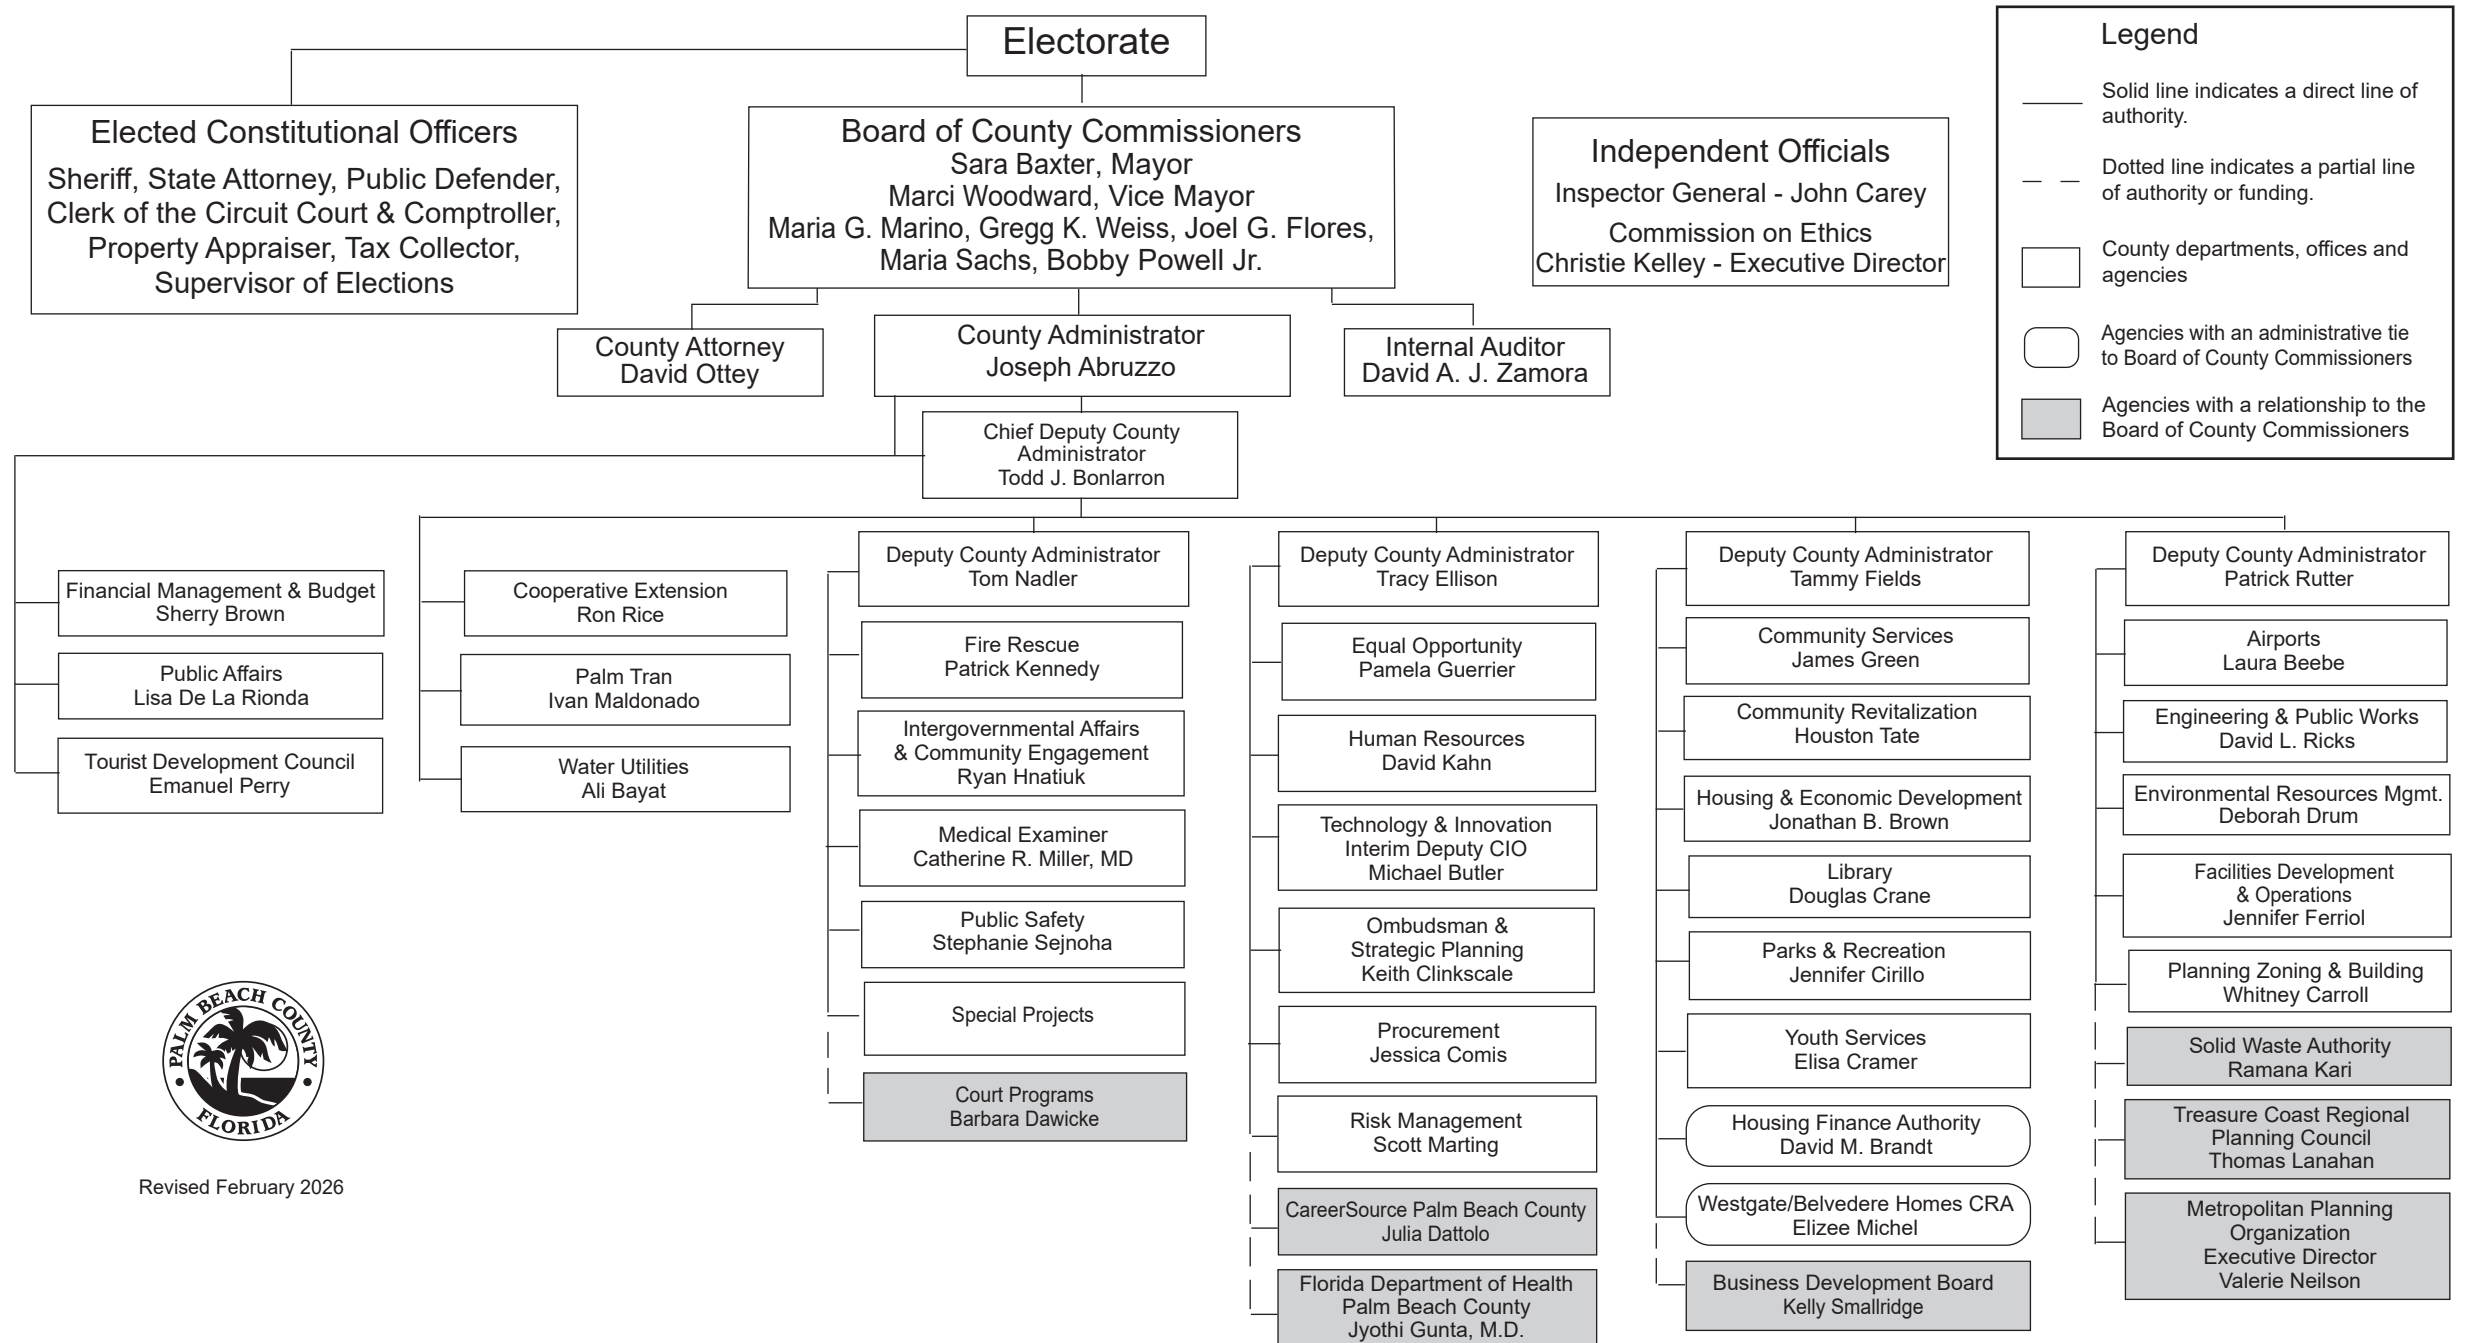 Electorate
Elected Constitutional Officers
Sheriff, State Attorney, Public Defender,
Clerk of the Circuit Court & Comptroller,
Property Appraiser, Tax Collector,
Supervisor of Elections
Board of County Commissioners
Sara Baxter, Mayor
Marci Woodward, Vice Mayor
Maria G. Marino, Gregg K. Weiss, Joel G. Flores,
Maria Sachs, Bobby Powell Jr.
Independent Officials
Inspector General - John Carey
Commission on Ethics
Christie Kelley - Executive Director
Legend
Solid line indicates a direct line of
authority.
Dotted line indicates a partial line
of authority or funding.
County departments, offices and
agencies
Agencies with an administrative tie
to Board of County Commissioners
Agencies with a relationship to the
Board of County Commissioners
County Attorney
David Ottey
County Administrator
Joseph Abruzzo
Internal Auditor
David A. J. Zamora
Chief Deputy County
Administrator
Todd J. Bonlarron
Financial Management & Budget
Sherry Brown
Public Affairs
Lisa De La Rionda
Tourist Development Council
Emanuel Perry
Cooperative Extension
Ron Rice
Palm Tran
Ivan Maldonado
Water Utilities
Ali Bayat
Deputy County Administrator
Tom Nadler
Fire Rescue
Patrick Kennedy
Intergovernmental Affairs
& Community Engagement
Ryan Hnatiuk
Medical Examiner
Catherine R. Miller, MD
Public Safety
Stephanie Sejnoha
Special Projects
Court Programs
Barbara Dawicke
Deputy County Administrator
Tracy Ellison
Equal Opportunity
Pamela Guerrier
Human Resources
David Kahn
Technology & Innovation
Interim Deputy CIO
Michael Butler
Ombudsman &
Strategic Planning
Keith Clinkscale
Procurement
Jessica Comis
Risk Management
Scott Marting
CareerSource Palm Beach County
Julia Dattolo
Florida Department of Health
Palm Beach County
Jyothi Gunta, M.D.
Deputy County Administrator
Tammy Fields
Community Services
James Green
Community Revitalization
Houston Tate
Housing & Economic Development
Jonathan B. Brown
Library
Douglas Crane
Parks & Recreation
Jennifer Cirillo
Youth Services
Elisa Cramer
Housing Finance Authority
David M. Brandt
Westgate/Belvedere Homes CRA
Elizee Michel
Business Development Board
Kelly Smallridge
Deputy County Administrator
Patrick Rutter
Airports
Laura Beebe
Engineering & Public Works
David L. Ricks
Environmental Resources Mgmt.
Deborah Drum
Facilities Development
& Operations
Jennifer Ferriol
Planning Zoning & Building
Whitney Carroll
Solid Waste Authority
Ramana Kari
Treasure Coast Regional
Planning Council
Thomas Lanahan
Metropolitan Planning
Organization
Executive Director
Valerie Neilson
PALM BEACH COUNTY
FLORIDA
Revised February 2026